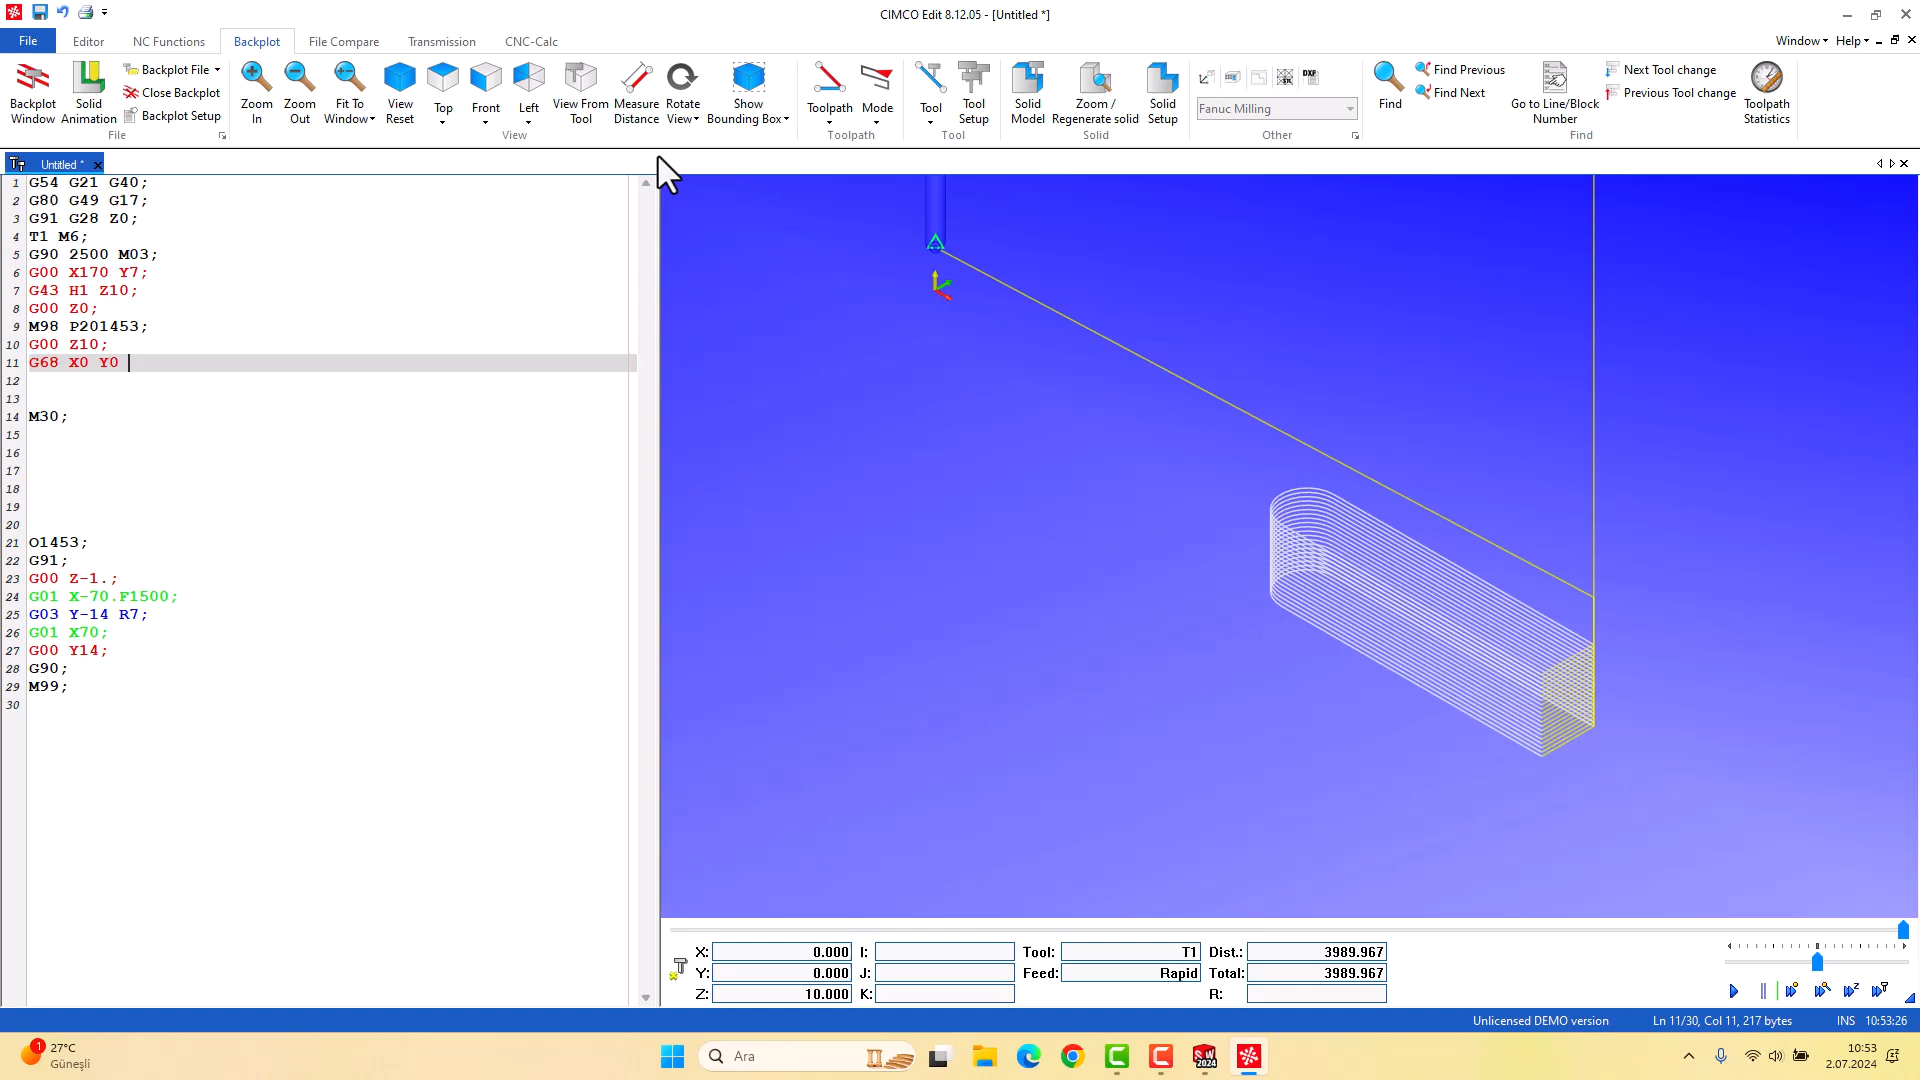 CIMCO Edit 8.12.05 - [Untitled *]
File
Editor
NC Functions
Backplot
File Compare
Transmission
CNC-Calc
Window
Help
Backplot Window
Solid Animation
Backplot File
Close Backplot
Backplot Setup
File
Zoom In
Zoom Out
Fit To Window
View Reset
Top
Front
Left
View From Tool
Measure Distance
Rotate View
Show Bounding Box
View
Toolpath
Mode
Toolpath
Tool
Tool Setup
Tool
Solid Model
Zoom / Regenerate solid
Solid Setup
Solid
DXF
Fanuc Milling
Other
Find
Find Previous
Find Next
Go to Line/Block Number
Next Tool change
Previous Tool change
Toolpath Statistics
Find
Untitled *
1 G54 G21 G40;
2 G80 G49 G17;
3 G91 G28 Z0;
4 T1 M6;
5 G90 2500 M03;
6 G00 X170 Y7;
7 G43 H1 Z10;
8 G00 Z0;
9 M98 P201453;
10 G00 Z10;
11 G68 X0 Y0
12
13
14 M30;
15
16
17
18
19
20
21 O1453;
22 G91;
23 G00 Z-1.;
24 G01 X-70.F1500;
25 G03 Y-14 R7;
26 G01 X70;
27 G00 Y14;
28 G90;
29 M99;
30
X: 0.000 I: Tool: T1 Dist.: 3989.967
Y: 0.000 J: Feed: Rapid Total: 3989.967
Z: 10.000 K: R:
Unlicensed DEMO version
Ln 11/30, Col 11, 217 bytes
INS 10:53:26
1
27°C
Güneşli
Ara
SW
2024
10:53
2.07.2024